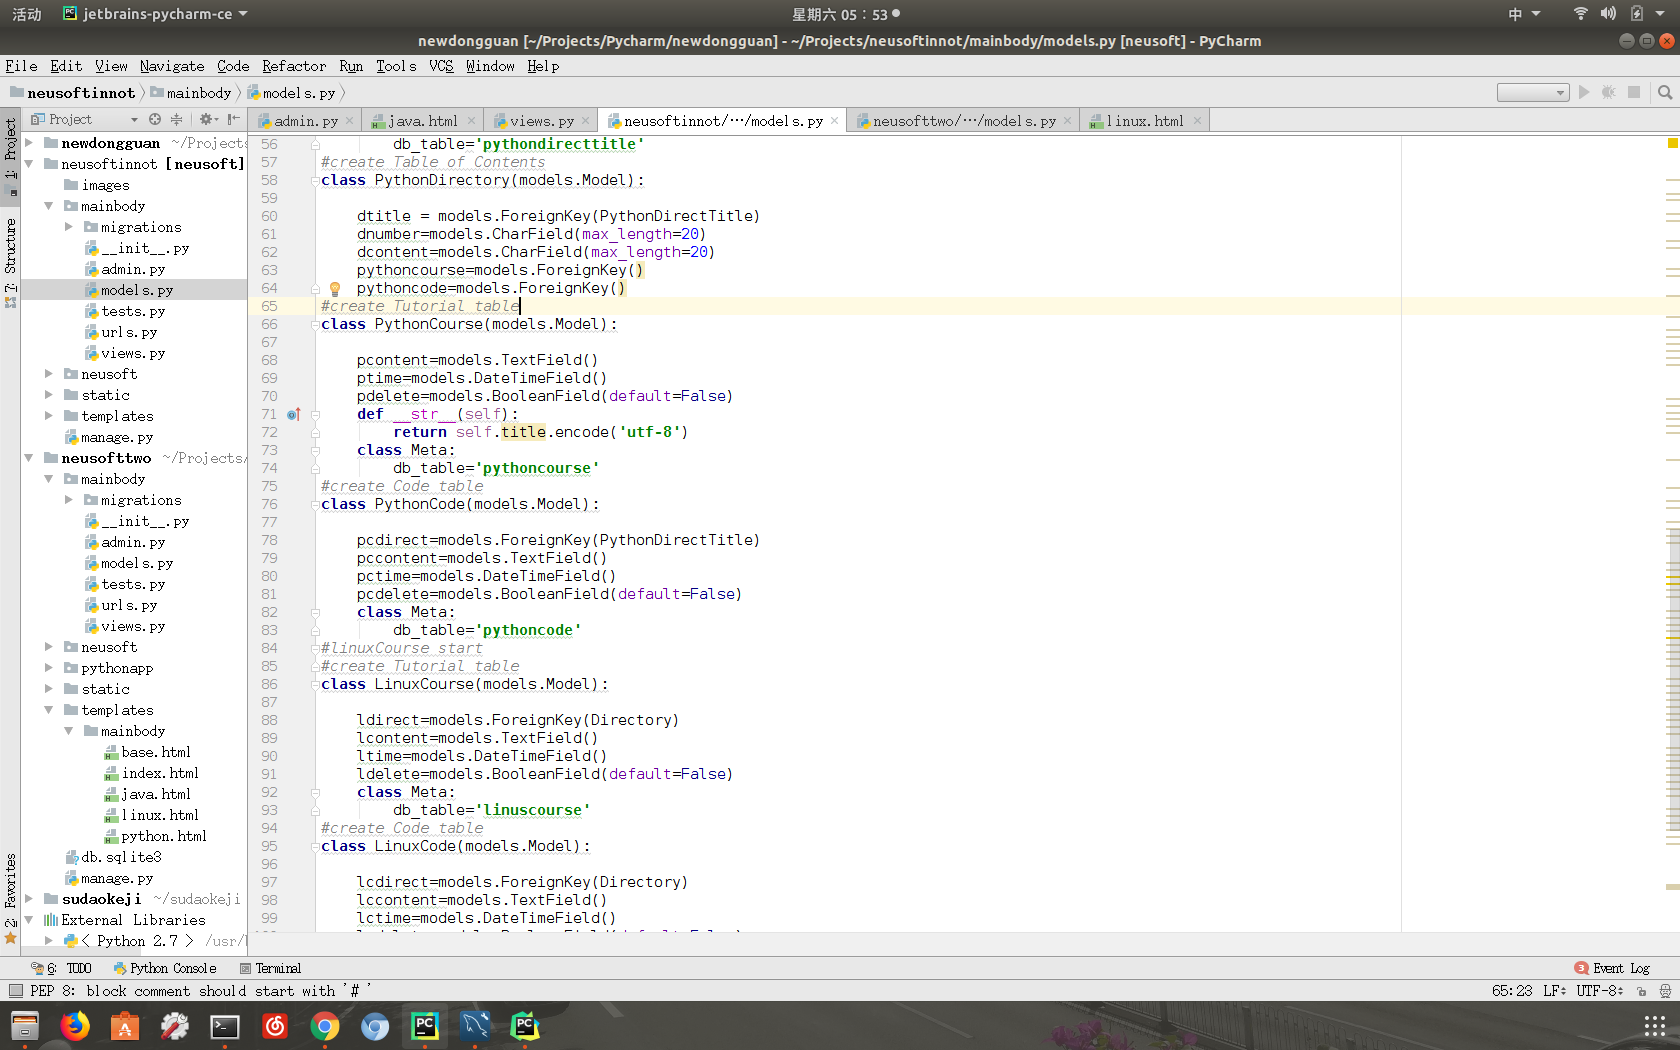 活动 jetbrains-pycharm-ce 星期六 05：53 中
newdongguan [~/Projects/Pycharm/newdongguan] - ~/Projects/neusoftinnot/mainbody/models.py [neusoft] - PyCharm
File Edit View Navigate Code Refactor Run Tools VCS Window Help
neusoftinnot mainbody models.py
Project
admin.py java.html views.py neusoftinnot/.../models.py neusofttwo/.../models.py linux.html
1: Project
7: Structure
2: Favorites
newdongguan ~/Projects
neusoftinnot [neusoft]
images
mainbody
migrations
__init__.py
admin.py
models.py
tests.py
urls.py
views.py
neusoft
static
templates
manage.py
neusofttwo ~/Projects/
mainbody
migrations
__init__.py
admin.py
models.py
tests.py
urls.py
views.py
neusoft
pythonapp
static
templates
mainbody
base.html
index.html
java.html
linux.html
python.html
db.sqlite3
manage.py
sudaokeji ~/sudaokeji
External Libraries
< Python 2.7 > /usr/
56 db_table='pythondirecttitle'
57 #create Table of Contents
58 class PythonDirectory(models.Model):
59
60 dtitle = models.ForeignKey(PythonDirectTitle)
61 dnumber=models.CharField(max_length=20)
62 dcontent=models.CharField(max_length=20)
63 pythoncourse=models.ForeignKey()
64 pythoncode=models.ForeignKey()
65 #create Tutorial table
66 class PythonCourse(models.Model):
67
68 pcontent=models.TextField()
69 ptime=models.DateTimeField()
70 pdelete=models.BooleanField(default=False)
71 def __str__(self):
72 return self.title.encode('utf-8')
73 class Meta:
74 db_table='pythoncourse'
75 #create Code table
76 class PythonCode(models.Model):
77
78 pcdirect=models.ForeignKey(PythonDirectTitle)
79 pccontent=models.TextField()
80 pctime=models.DateTimeField()
81 pcdelete=models.BooleanField(default=False)
82 class Meta:
83 db_table='pythoncode'
84 #linuxCourse start
85 #create Tutorial table
86 class LinuxCourse(models.Model):
87
88 ldirect=models.ForeignKey(Directory)
89 lcontent=models.TextField()
90 ltime=models.DateTimeField()
91 ldelete=models.BooleanField(default=False)
92 class Meta:
93 db_table='linuscourse'
94 #create Code table
95 class LinuxCode(models.Model):
96
97 lcdirect=models.ForeignKey(Directory)
98 lccontent=models.TextField()
99 lctime=models.DateTimeField()
6: TODO Python Console Terminal 3 Event Log
PEP 8: block comment should start with '# ' 65:23 LF UTF-8
PC PC